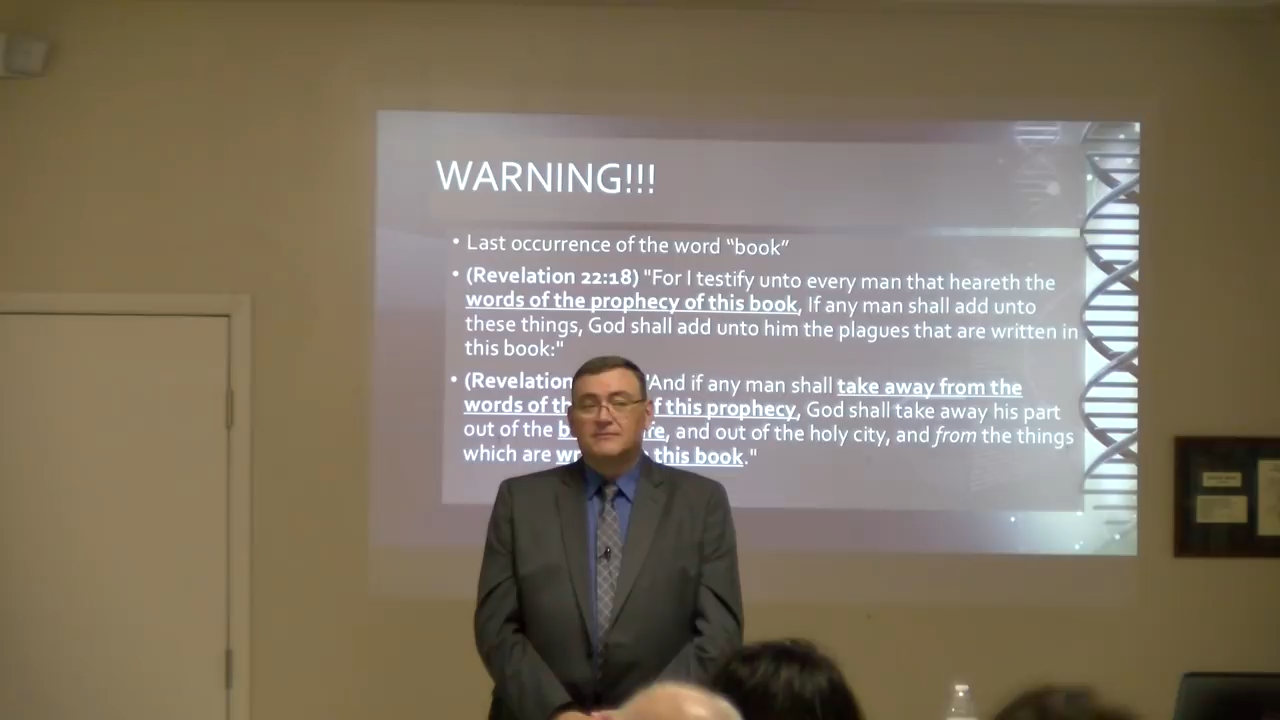 WARNING!!!
• Last occurrence of the word “book”
• (Revelation 22:18) "For I testify unto every man that heareth the
words of the prophecy of this book, If any man shall add unto
these things, God shall add unto him the plagues that are written in
this book:"
• (Revelation "And if any man shall take away from the
words of of this prophecy, God shall take away his part
out of the and out of the holy city, and from the things
which are this book."